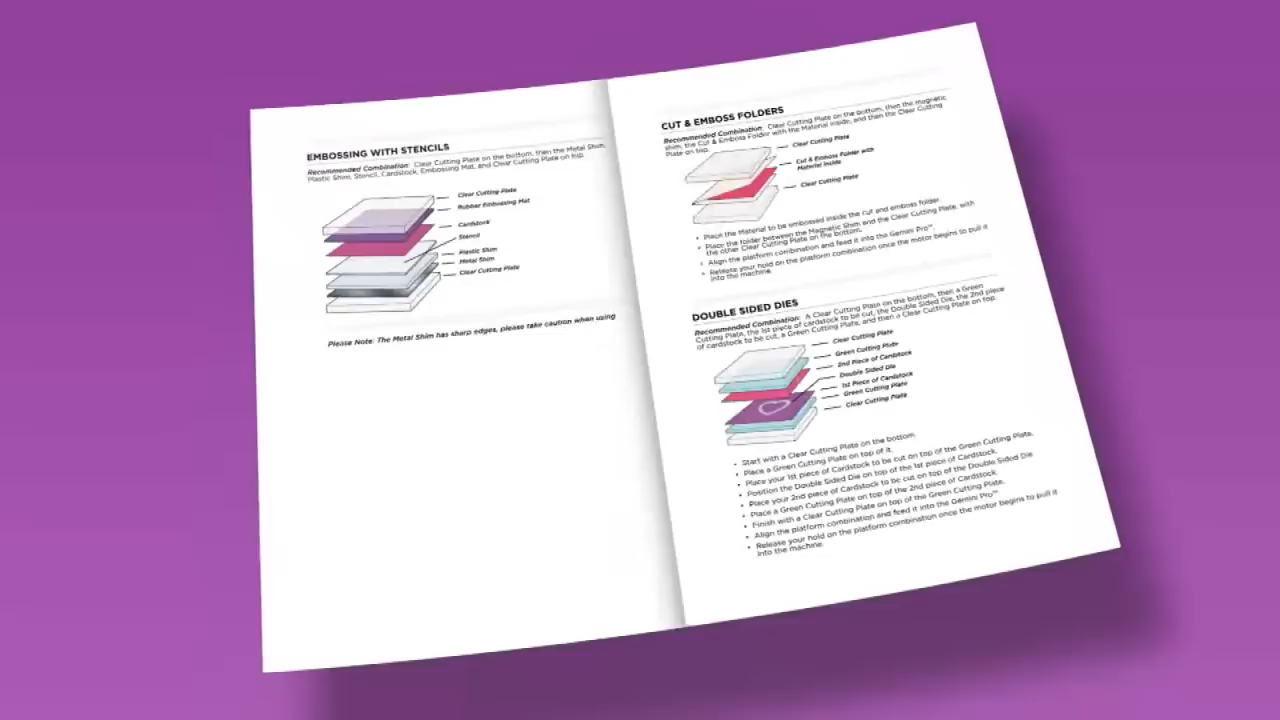 EMBOSSING WITH STENCILS
Recommended Combination: Clear Cutting Plate on the bottom, then the Metal Shim,
Plastic Shim, Stencil, Cardstock, Embossing Mat, and Clear Cutting Plate on top.
Clear Cutting Plate
Rubber Embossing Mat
Cardstock
Stencil
Plastic Shim
Metal Shim
Clear Cutting Plate
Please Note: The Metal Shim has sharp edges, please take caution when using
CUT & EMBOSS FOLDERS
Recommended Combination: Clear Cutting Plate on the bottom, then the magnetic
shim, the Cut & Emboss Folder with the Material inside, and then the Clear Cutting
Plate on top.
Clear Cutting Plate
Cut & Emboss Folder with
Material inside
Clear Cutting Plate
• Place the Material to be embossed inside the cut and emboss folder.
• Place the folder between the Magnetic Shim and the Clear Cutting Plate, with
the other Clear Cutting Plate on the bottom.
• Align the platform combination and feed it into the Gemini Pro™.
• Release your hold on the platform combination once the motor begins to pull it
into the machine.
DOUBLE SIDED DIES
Recommended Combination: A Clear Cutting Plate on the bottom, then a Green
Cutting Plate, the 1st piece of cardstock to be cut, the Double Sided Die, the 2nd piece
of cardstock to be cut, a Green Cutting Plate, and then a Clear Cutting Plate on top.
Clear Cutting Plate
Green Cutting Plate
2nd Piece of Cardstock
Double Sided Die
1st Piece of Cardstock
Green Cutting Plate
Clear Cutting Plate
• Start with a Clear Cutting Plate on the bottom.
• Place a Green Cutting Plate on top of it.
• Place your 1st piece of Cardstock to be cut on top of the Green Cutting Plate.
• Position the Double Sided Die on top of the 1st piece of Cardstock.
• Place your 2nd piece of Cardstock to be cut on top of the Double Sided Die
• Place a Green Cutting Plate on top of the 2nd piece of Cardstock.
• Finish with a Clear Cutting Plate on top of the Green Cutting Plate.
• Align the platform combination and feed it into the Gemini Pro™
• Release your hold on the platform combination once the motor begins to pull it
into the machine.